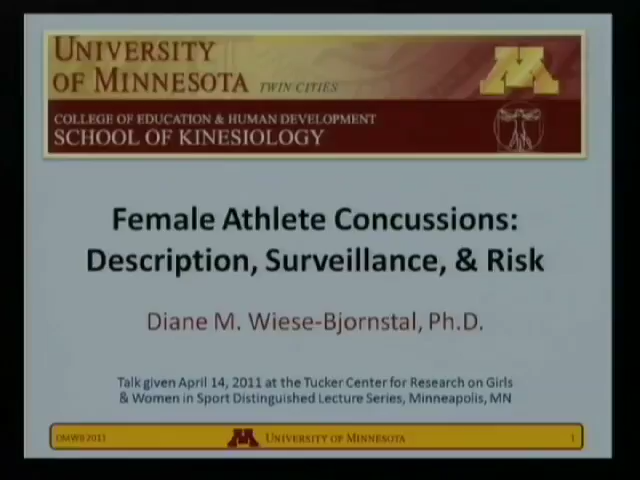 UNIVERSITY
OF MINNESOTA TWIN CITIES
COLLEGE OF EDUCATION & HUMAN DEVELOPMENT
SCHOOL OF KINESIOLOGY
Female Athlete Concussions:
Description, Surveillance, & Risk
Diane M. Wiese-Bjornstal, Ph.D.
Talk given April 14, 2011 at the Tucker Center for Research on Girls
& Women in Sport Distinguished Lecture Series, Minneapolis, MN
DMWB 2011 M UNIVERSITY OF MINNESOTA 1